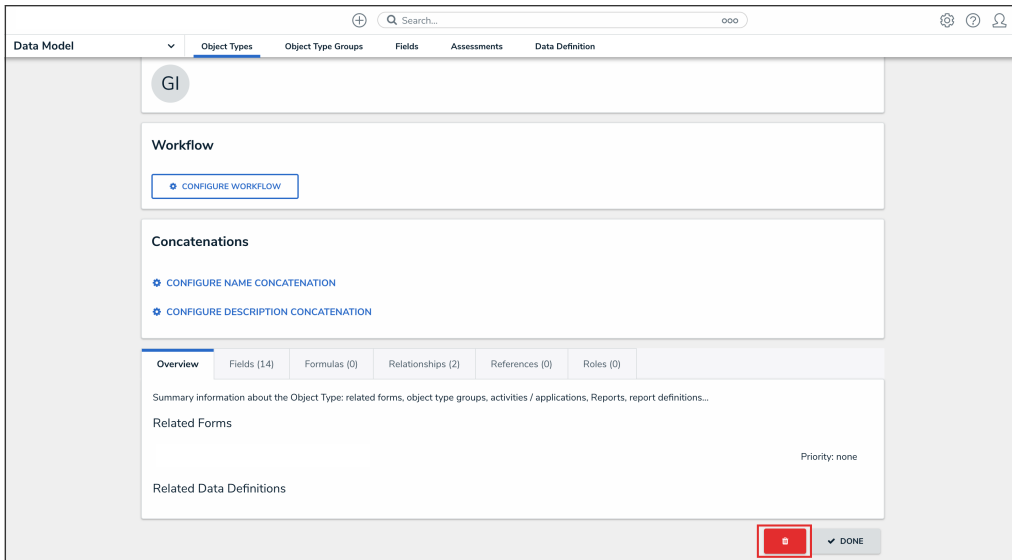 Search...
ooo
Data Model
Object Types
Object Type Groups
Fields
Assessments
Data Definition
GI
Workflow
CONFIGURE WORKFLOW
Concatenations
CONFIGURE NAME CONCATENATION
CONFIGURE DESCRIPTION CONCATENATION
Overview
Fields (14)
Formulas (0)
Relationships (2)
References (0)
Roles (0)
Summary information about the Object Type: related forms, object type groups, activities / applications, Reports, report definitions...
Related Forms
Priority: none
Related Data Definitions
DONE